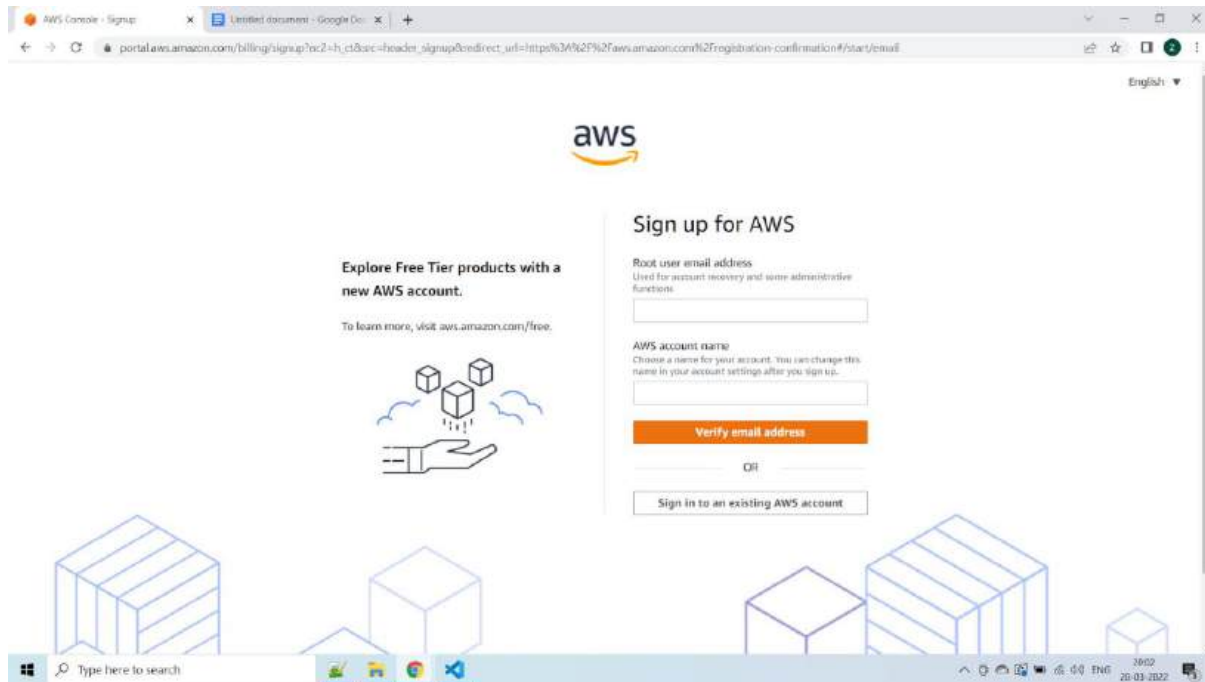 AWS Console - Signup
Untitled document - Google Doc
portal.aws.amazon.com/billing/signup?nc2=h_ct&src=header_signup&redirect_url=https%3A%2F%2Faws.amazon.com%2Fregistration-confirmation#/start/email
2
English ▼
aws
Explore Free Tier products with a
new AWS account.
To learn more, visit aws.amazon.com/free.
Sign up for AWS
Root user email address
Used for account recovery and some administrative
functions
AWS account name
Choose a name for your account. You can change this
name in your account settings after you sign up.
Verify email address
OR
Sign in to an existing AWS account
Type here to search
ENG
20:02
20-03-2022